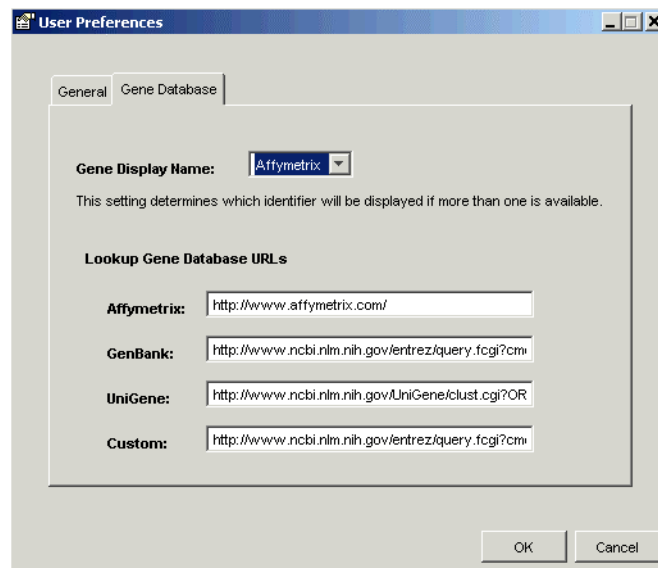 User Preferences
General Gene Database
Gene Display Name: Affymetrix
This setting determines which identifier will be displayed if more than one is available.
Lookup Gene Database URLs
Affymetrix: http://www.affymetrix.com/
GenBank: http://www.ncbi.nlm.nih.gov/entrez/query.fcgi?cm
UniGene: http://www.ncbi.nlm.nih.gov/UniGene/clust.cgi?OR
Custom: http://www.ncbi.nlm.nih.gov/entrez/query.fcgi?cm
OK Cancel